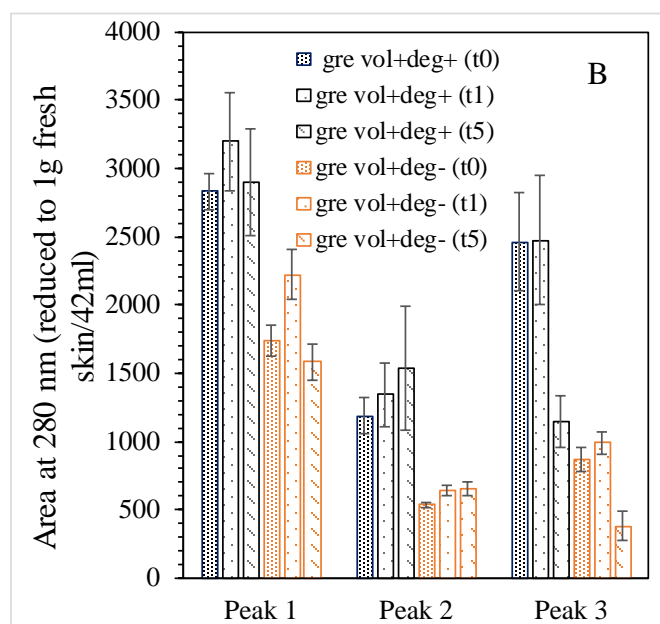 4000
3500
3000
2500
2000
1500
1000
500
0
Area at 280 nm (reduced to 1g fresh
skin/42ml)
B
gre vol+deg+ (t0)
gre vol+deg+ (t1)
gre vol+deg+ (t5)
gre vol+deg- (t0)
gre vol+deg- (t1)
gre vol+deg- (t5)
Peak 1
Peak 2
Peak 3